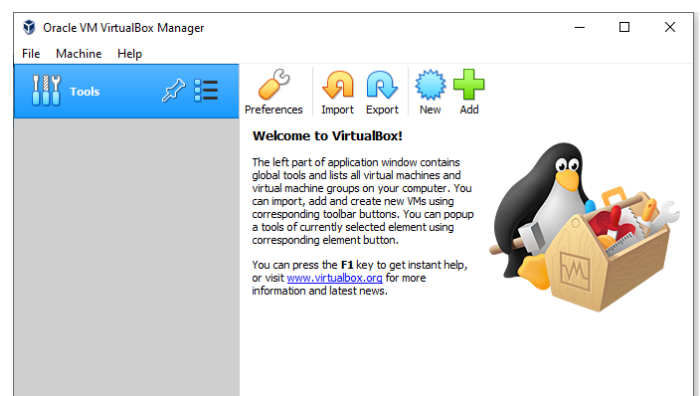 Oracle VM VirtualBox Manager
File Machine Help
Tools
Preferences Import Export New Add
Welcome to VirtualBox!
The left part of application window contains
global tools and lists all virtual machines and
virtual machine groups on your computer. You
can import, add and create new VMs using
corresponding toolbar buttons. You can popup
a tools of currently selected element using
corresponding element button.
You can press the F1 key to get instant help,
or visit www.virtualbox.org for more
information and latest news.
VM